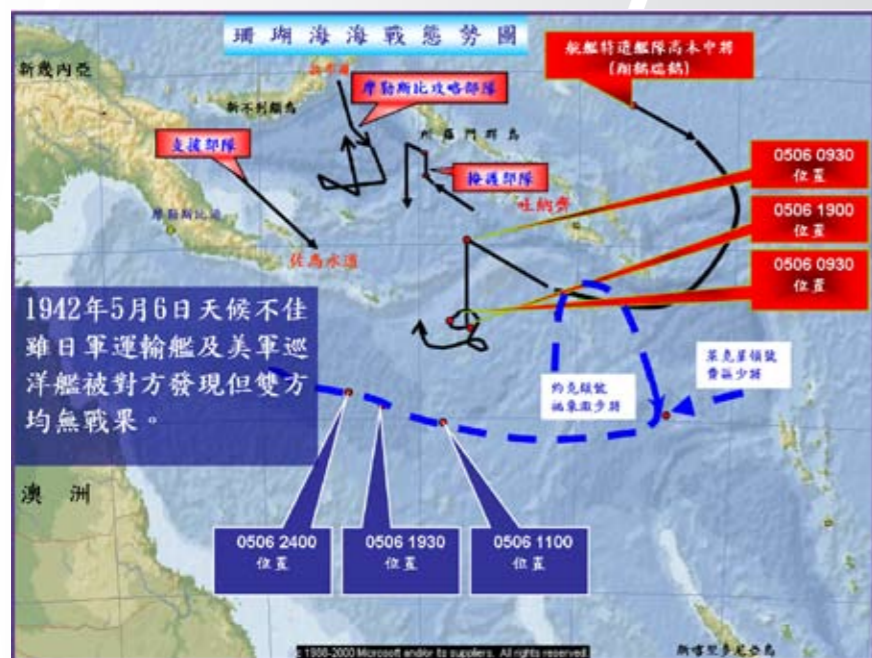 珊瑚海海戰態勢圖
航艦特遣艦隊高木中將
(翔鶴瑞鶴)
新幾內亞
拉布爾
摩勒斯比攻略部隊
新不列顛島
所羅門群島
支援部隊
掩護部隊
0506 0930
位置
吐納齊
摩勒斯比港
0506 1900
位置
佐馬水道
0506 0930
位置
1942年5月6日天候不佳
雖日軍運輸艦及美軍巡
洋艦被對方發現但雙方
均無戰果。
萊克星頓號
費區少將
約克鎮號
少將
澳洲
0506 2400
位置
0506 1930
位置
0506 1100
位置
1988-2000 Microsoft and/or its suppliers. All rights reserved.